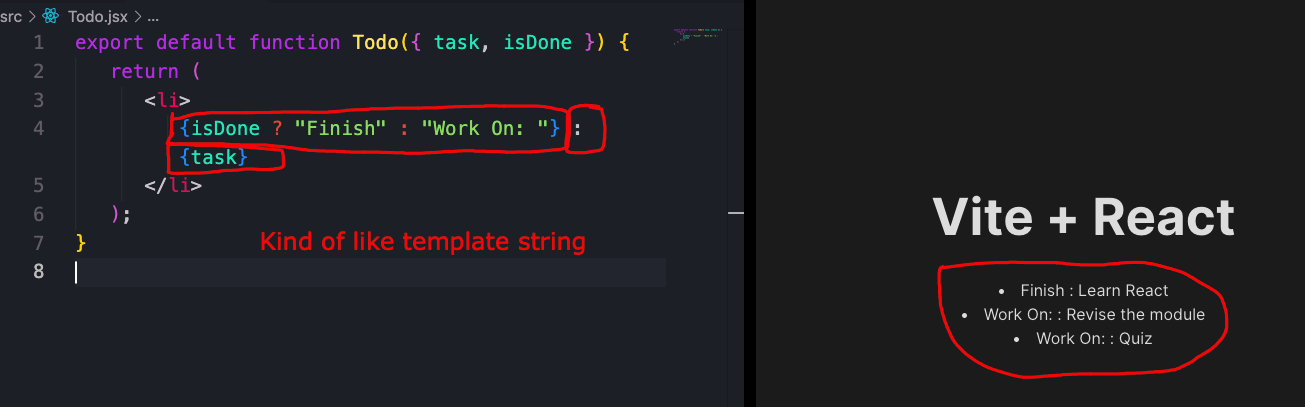 src > Todo.jsx > ...
1 export default function Todo({ task, isDone }) {
2 return (
3 <li>
4 {isDone ? "Finish" : "Work On: "} :
{task}
5 </li>
6 );
7 }
8
Kind of like template string
Vite + React
• Finish : Learn React
• Work On: : Revise the module
• Work On: : Quiz